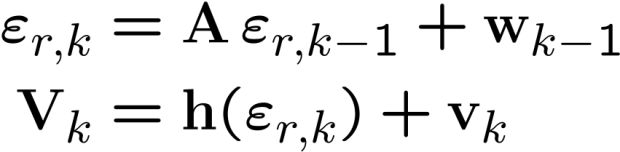 𝛆_{r,k} = 𝐀 𝛆_{r,k−1} + 𝐰_{k−1}
𝐕_k = 𝐡(𝛆_{r,k}) + 𝐯_k